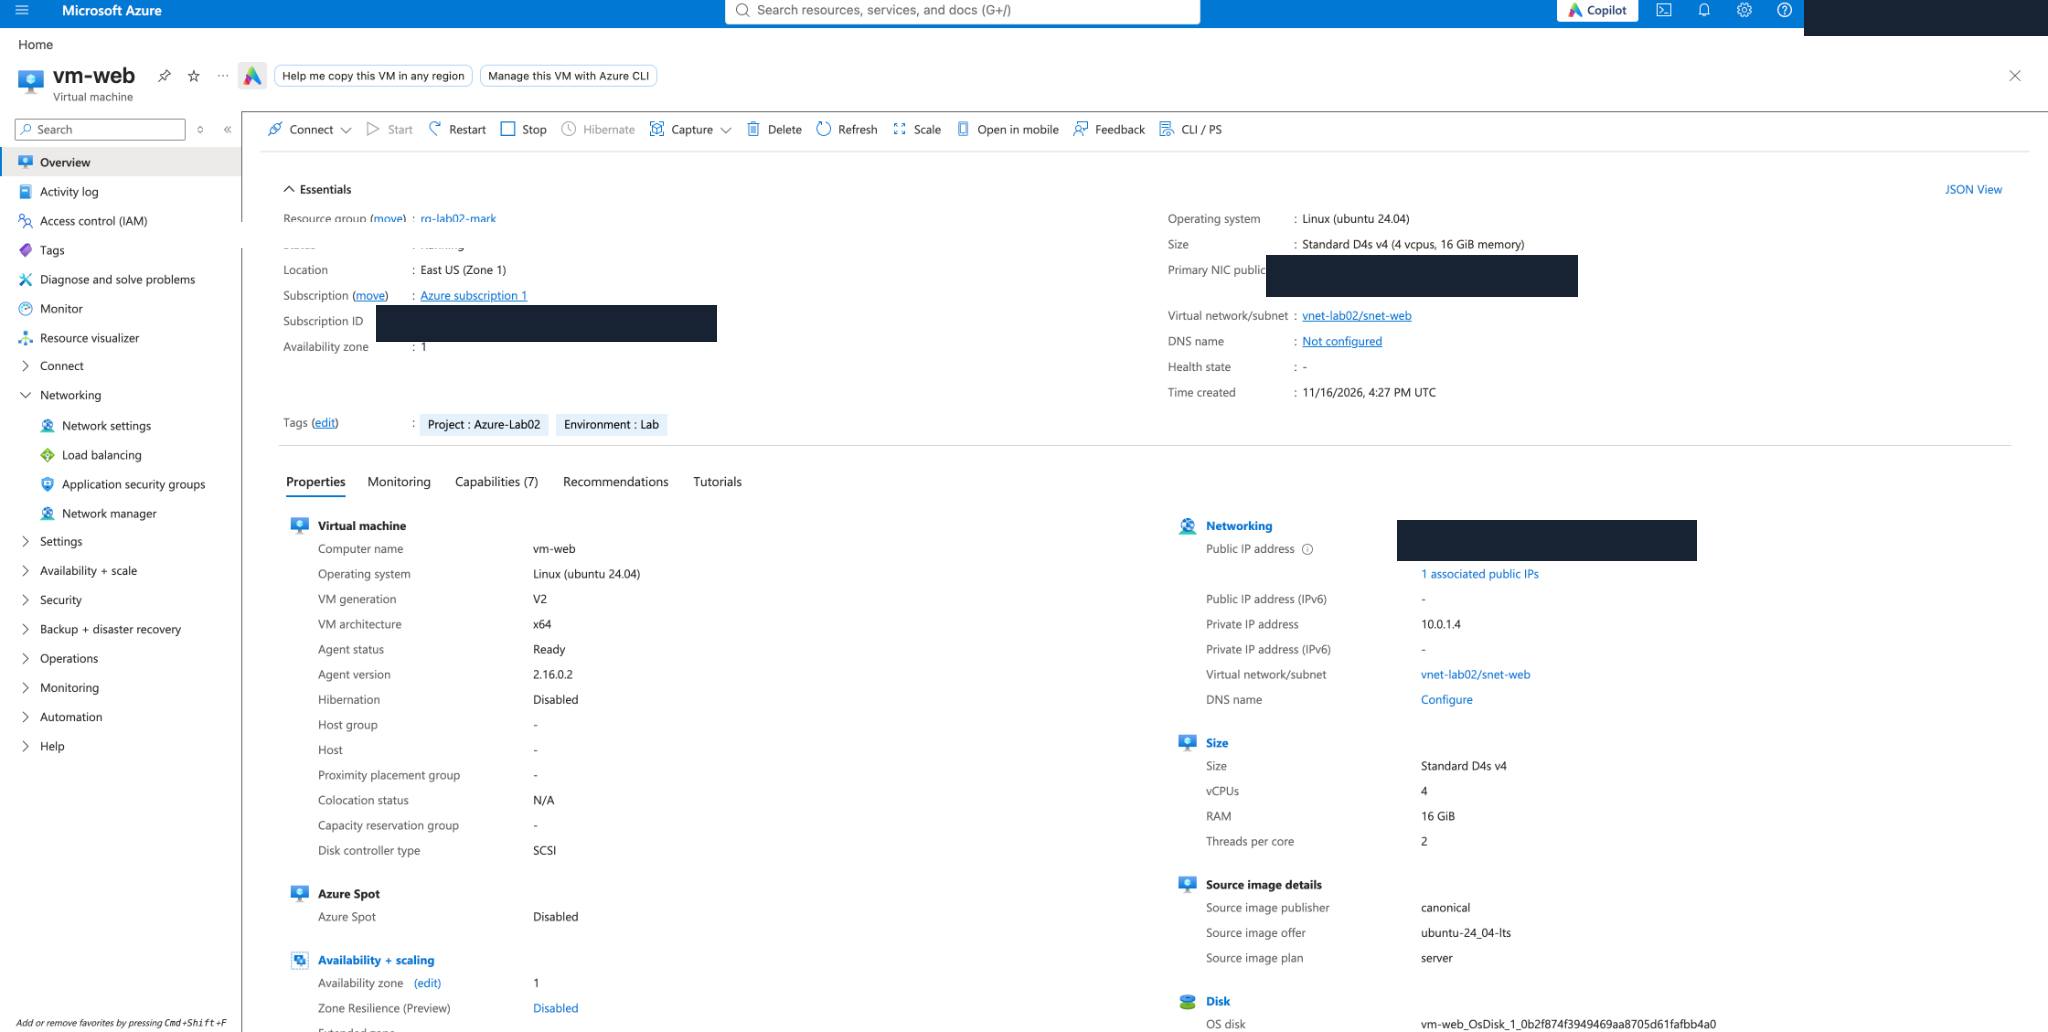 Microsoft Azure
Search resources, services, and docs (G+/)
Copilot
Home
vm-web
Virtual machine
Help me copy this VM in any region
Manage this VM with Azure CLI
Search
Connect
Start
Restart
Stop
Hibernate
Capture
Delete
Refresh
Scale
Open in mobile
Feedback
CLI / PS
Overview
Activity log
Access control (IAM)
Tags
Diagnose and solve problems
Monitor
Resource visualizer
Connect
Networking
Network settings
Load balancing
Application security groups
Network manager
Settings
Availability + scale
Security
Backup + disaster recovery
Operations
Monitoring
Automation
Help
Add or remove favorites by pressing Cmd+Shift+F
Essentials
JSON View
Resource group (move) : rg-lab02-mark
Location : East US (Zone 1)
Subscription (move) : Azure subscription 1
Subscription ID
Availability zone : 1
Operating system : Linux (ubuntu 24.04)
Size : Standard D4s v4 (4 vcpus, 16 GiB memory)
Primary NIC public
Virtual network/subnet : vnet-lab02/snet-web
DNS name : Not configured
Health state : -
Time created : 11/16/2026, 4:27 PM UTC
Tags (edit) : Project : Azure-Lab02 Environment : Lab
Properties
Monitoring
Capabilities (7)
Recommendations
Tutorials
Virtual machine
Computer name vm-web
Operating system Linux (ubuntu 24.04)
VM generation V2
VM architecture x64
Agent status Ready
Agent version 2.16.0.2
Hibernation Disabled
Host group -
Host -
Proximity placement group -
Colocation status N/A
Capacity reservation group -
Disk controller type SCSI
Azure Spot
Azure Spot Disabled
Availability + scaling
Availability zone (edit) 1
Zone Resilience (Preview) Disabled
Networking
Public IP address
1 associated public IPs
Public IP address (IPv6) -
Private IP address 10.0.1.4
Private IP address (IPv6) -
Virtual network/subnet vnet-lab02/snet-web
DNS name Configure
Size
Size Standard D4s v4
vCPUs 4
RAM 16 GiB
Threads per core 2
Source image details
Source image publisher canonical
Source image offer ubuntu-24_04-lts
Source image plan server
Disk
OS disk vm-web_OsDisk_1_0b2f874f3949469aa8705d61fafbb4a0